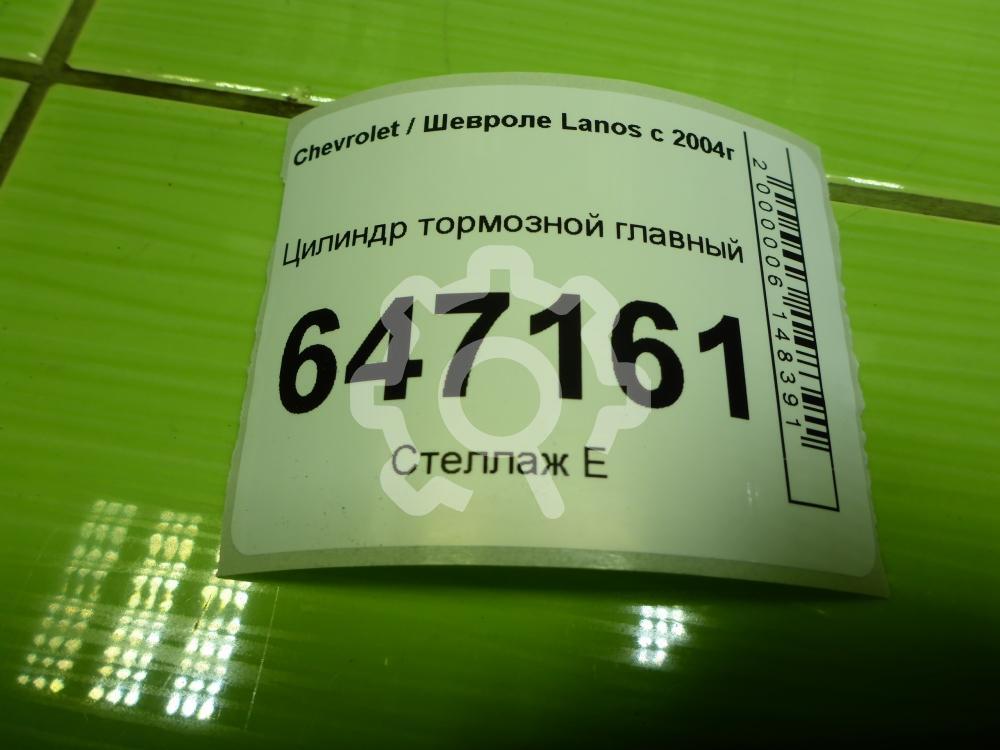 Chevrolet / Шевроле Lanos с 2004г
Цилиндр тормозной главный
647161
Стеллаж Е
2000006148391